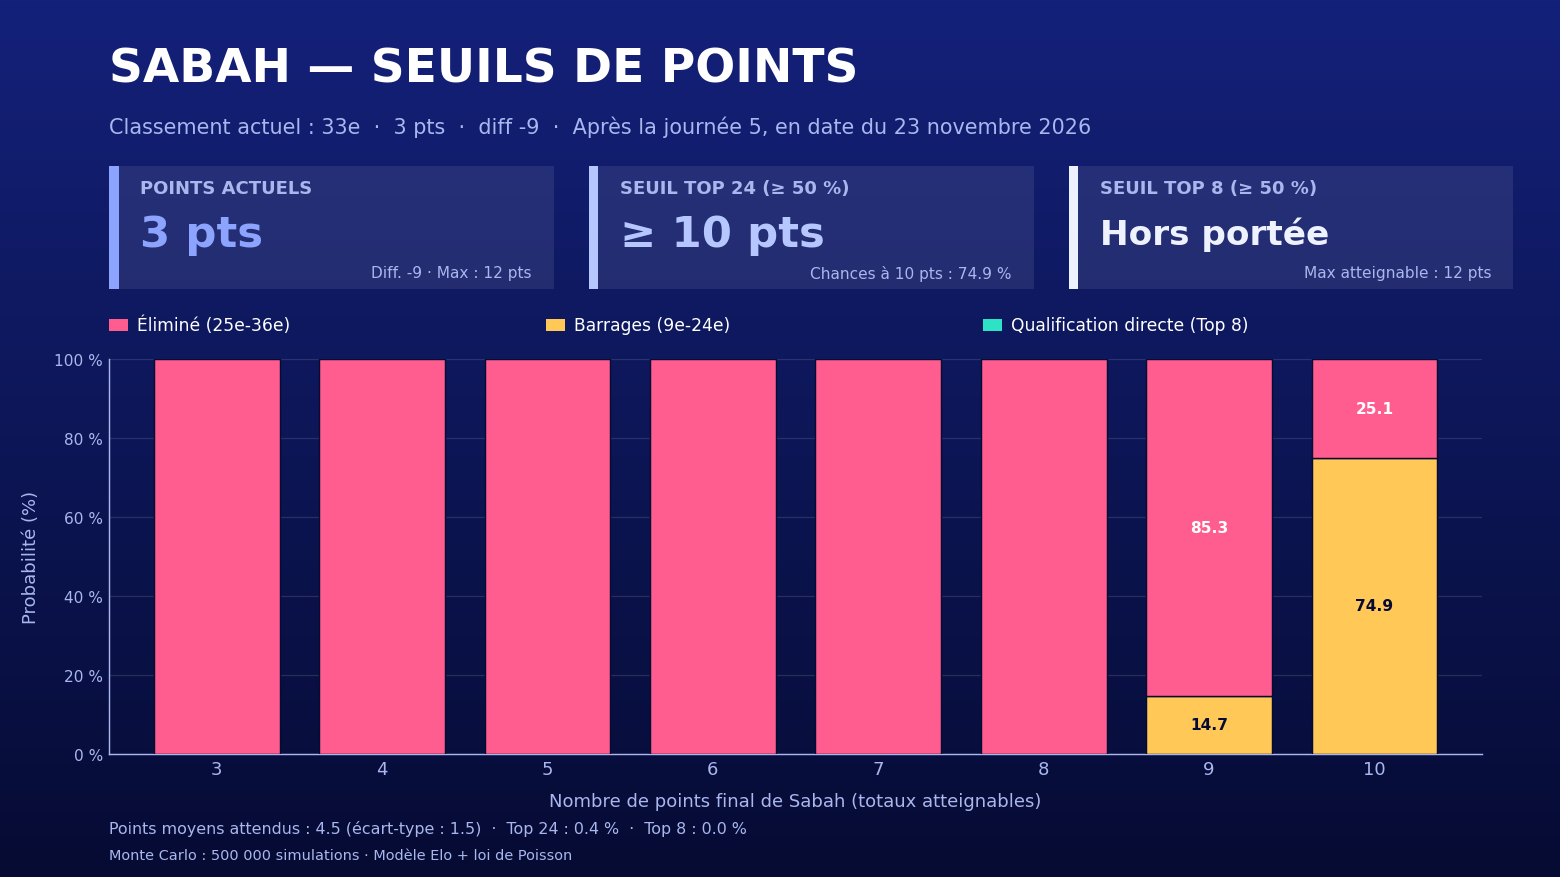 SABAH — SEUILS DE POINTS
Classement actuel : 33e · 3 pts · diff -9 · Après la journée 5, en date du 23 novembre 2026
POINTS ACTUELS
3 pts
Diff. -9 · Max : 12 pts
SEUIL TOP 24 (≥ 50 %)
≥ 10 pts
Chances à 10 pts : 74.9 %
SEUIL TOP 8 (≥ 50 %)
Hors portée
Max atteignable : 12 pts
Éliminé (25e-36e)
Barrages (9e-24e)
Qualification directe (Top 8)
Probabilité (%)
100 %
80 %
60 %
40 %
20 %
0 %
85.3
14.7
25.1
74.9
3 4 5 6 7 8 9 10
Nombre de points final de Sabah (totaux atteignables)
Points moyens attendus : 4.5 (écart-type : 1.5) · Top 24 : 0.4 % · Top 8 : 0.0 %
Monte Carlo : 500 000 simulations · Modèle Elo + loi de Poisson